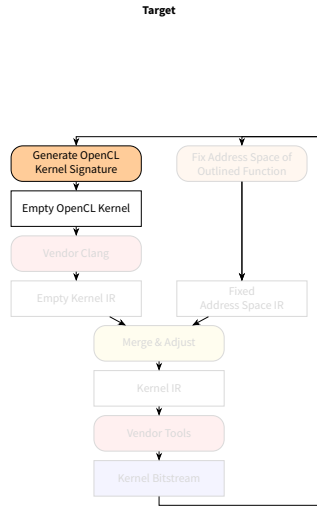 Target
Generate OpenCL
Kernel Signature
Fix Address Space of
Outlined Function
Empty OpenCL Kernel
Vendor Clang
Empty Kernel IR
Fixed
Address Space IR
Merge & Adjust
Kernel IR
Vendor Tools
Kernel Bitstream